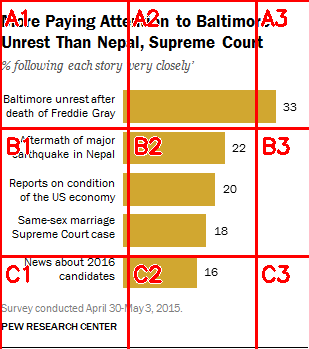 More Paying Attention to Baltimore
Unrest Than Nepal, Supreme Court
% following each story 'very closely'
Baltimore unrest after
death of Freddie Gray
33
Aftermath of major
earthquake in Nepal
22
Reports on condition
of the US economy
20
Same-sex marriage
Supreme Court case
18
News about 2016
candidates
16
Survey conducted April 30-May 3, 2015.
PEW RESEARCH CENTER
A1
A2
A3
B1
B2
B3
C1
C2
C3